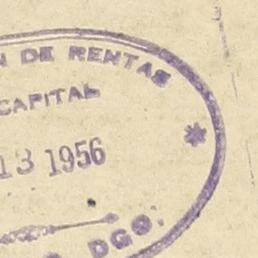 N DE RENTAS
CAPITAL
13 1956
DGO.